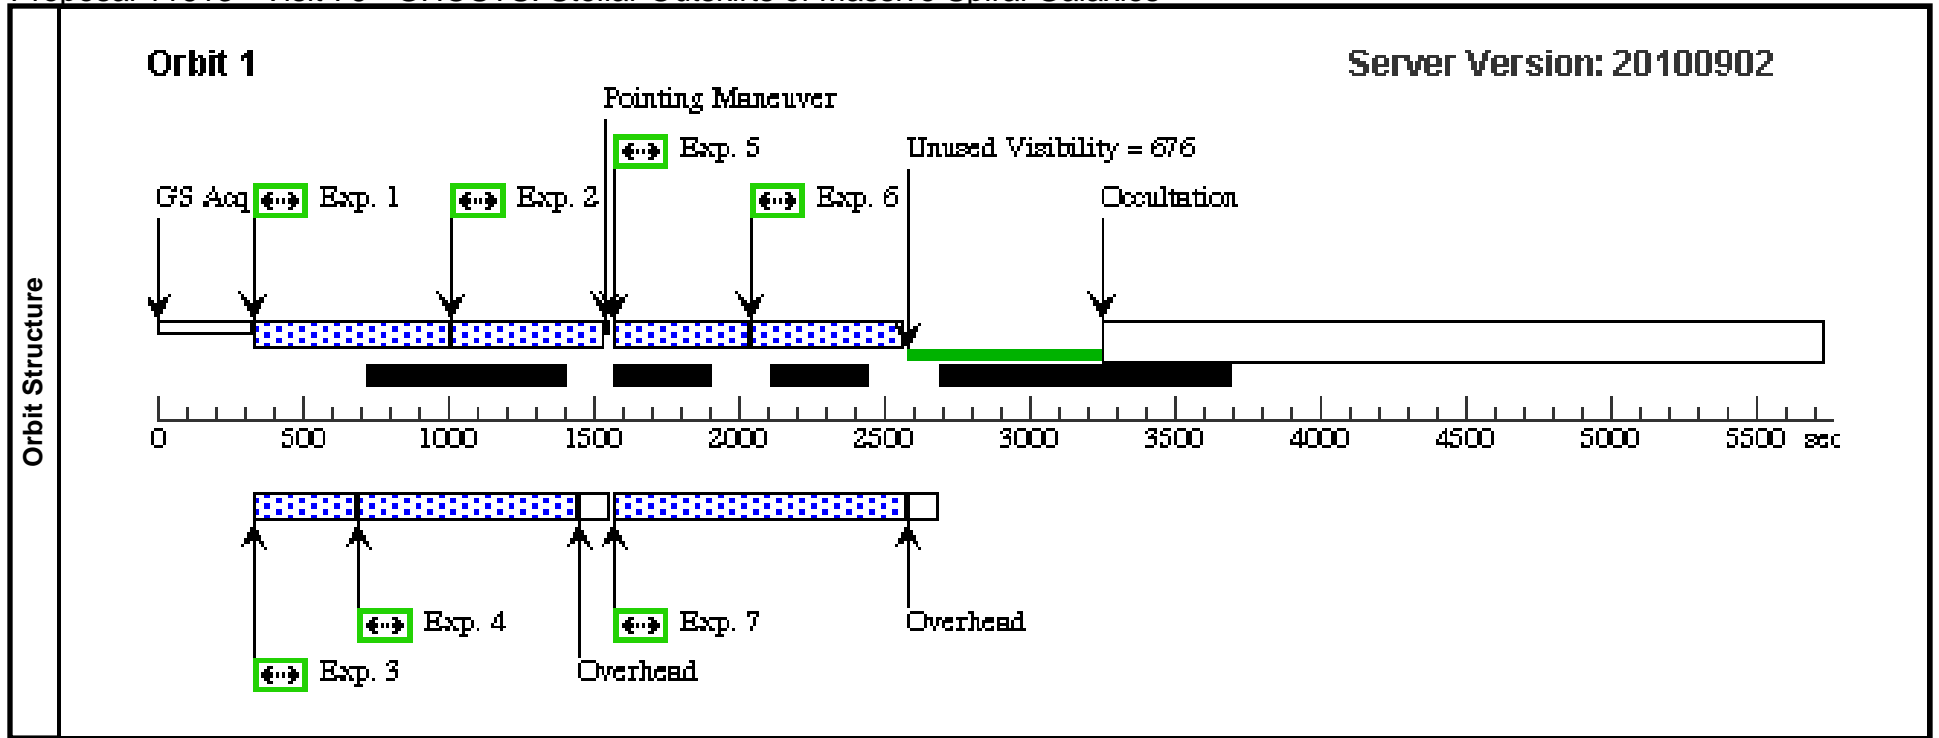 Orbit 1
Server Version: 20100902
Pointing Maneuver
Exp. 5
Unused Visibility = 676
GS Acq
Exp. 1
Exp. 2
Exp. 6
Occultation
Orbit Structure
0 500 1000 1500 2000 2500 3000 3500 4000 4500 5000 5500 sec
Exp. 4
Exp. 7
Overhead
Exp. 3
Overhead